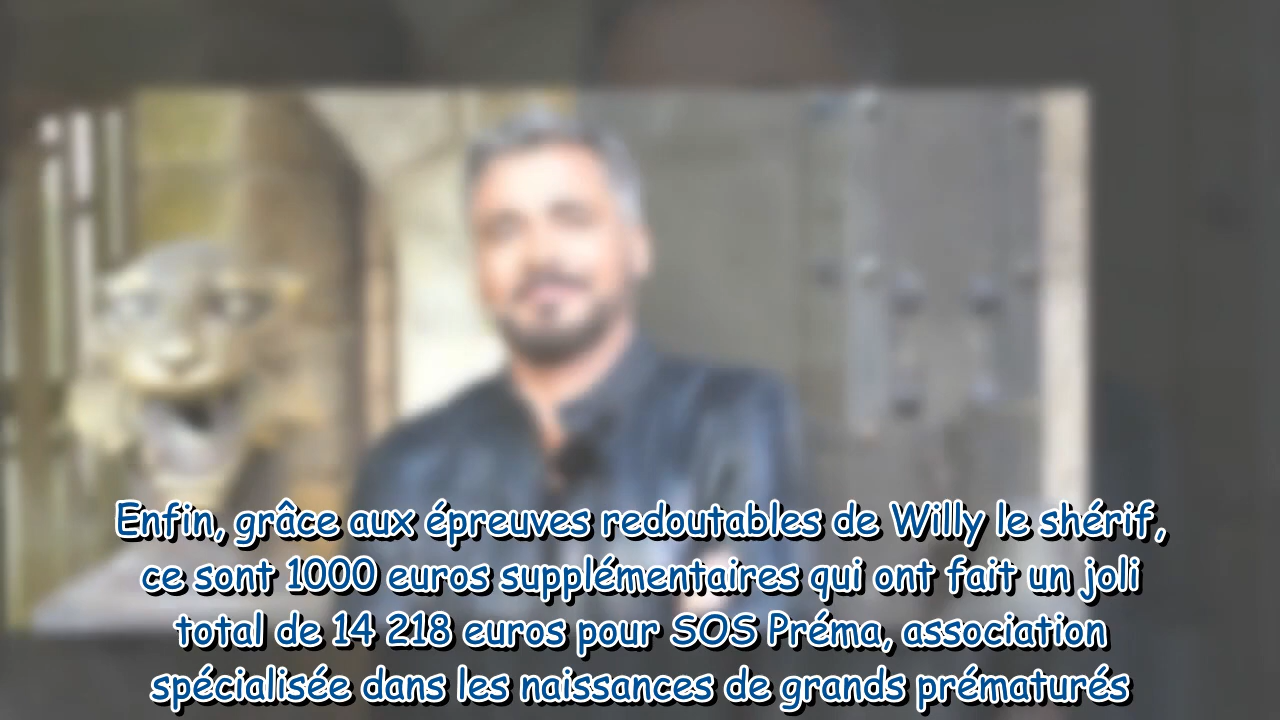 Enfin, grâce aux épreuves redoutables de Willy le shérif,
ce sont 1000 euros supplémentaires qui ont fait un joli
total de 14 218 euros pour SOS Préma, association
spécialisée dans les naissances de grands prématurés